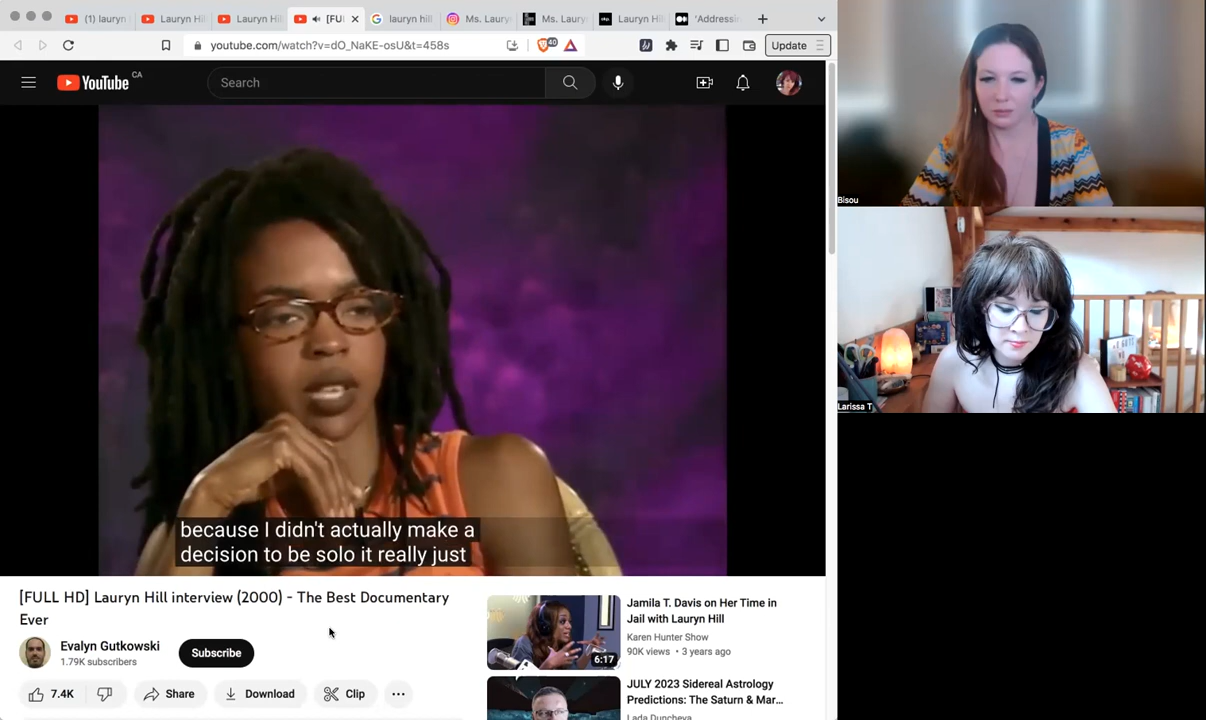 (1) lauryn
Lauryn Hi
Lauryn Hi
[FU
lauryn hill
Ms. Laury
Ms. Laury
Lauryn Hi
'Addressin
youtube.com/watch?v=dO_NaKE-osU&t=458s
40
Update
YouTube CA
Search
because I didn't actually make a
decision to be solo it really just
[FULL HD] Lauryn Hill interview (2000) - The Best Documentary
Ever
Evalyn Gutkowski
1.79K subscribers
Subscribe
7.4K
Share
Download
Clip
6:17
Jamila T. Davis on Her Time in
Jail with Lauryn Hill
Karen Hunter Show
90K views • 3 years ago
JULY 2023 Sidereal Astrology
Predictions: The Saturn & Mar...
Lada Duncheva
Bisou
Larissa T